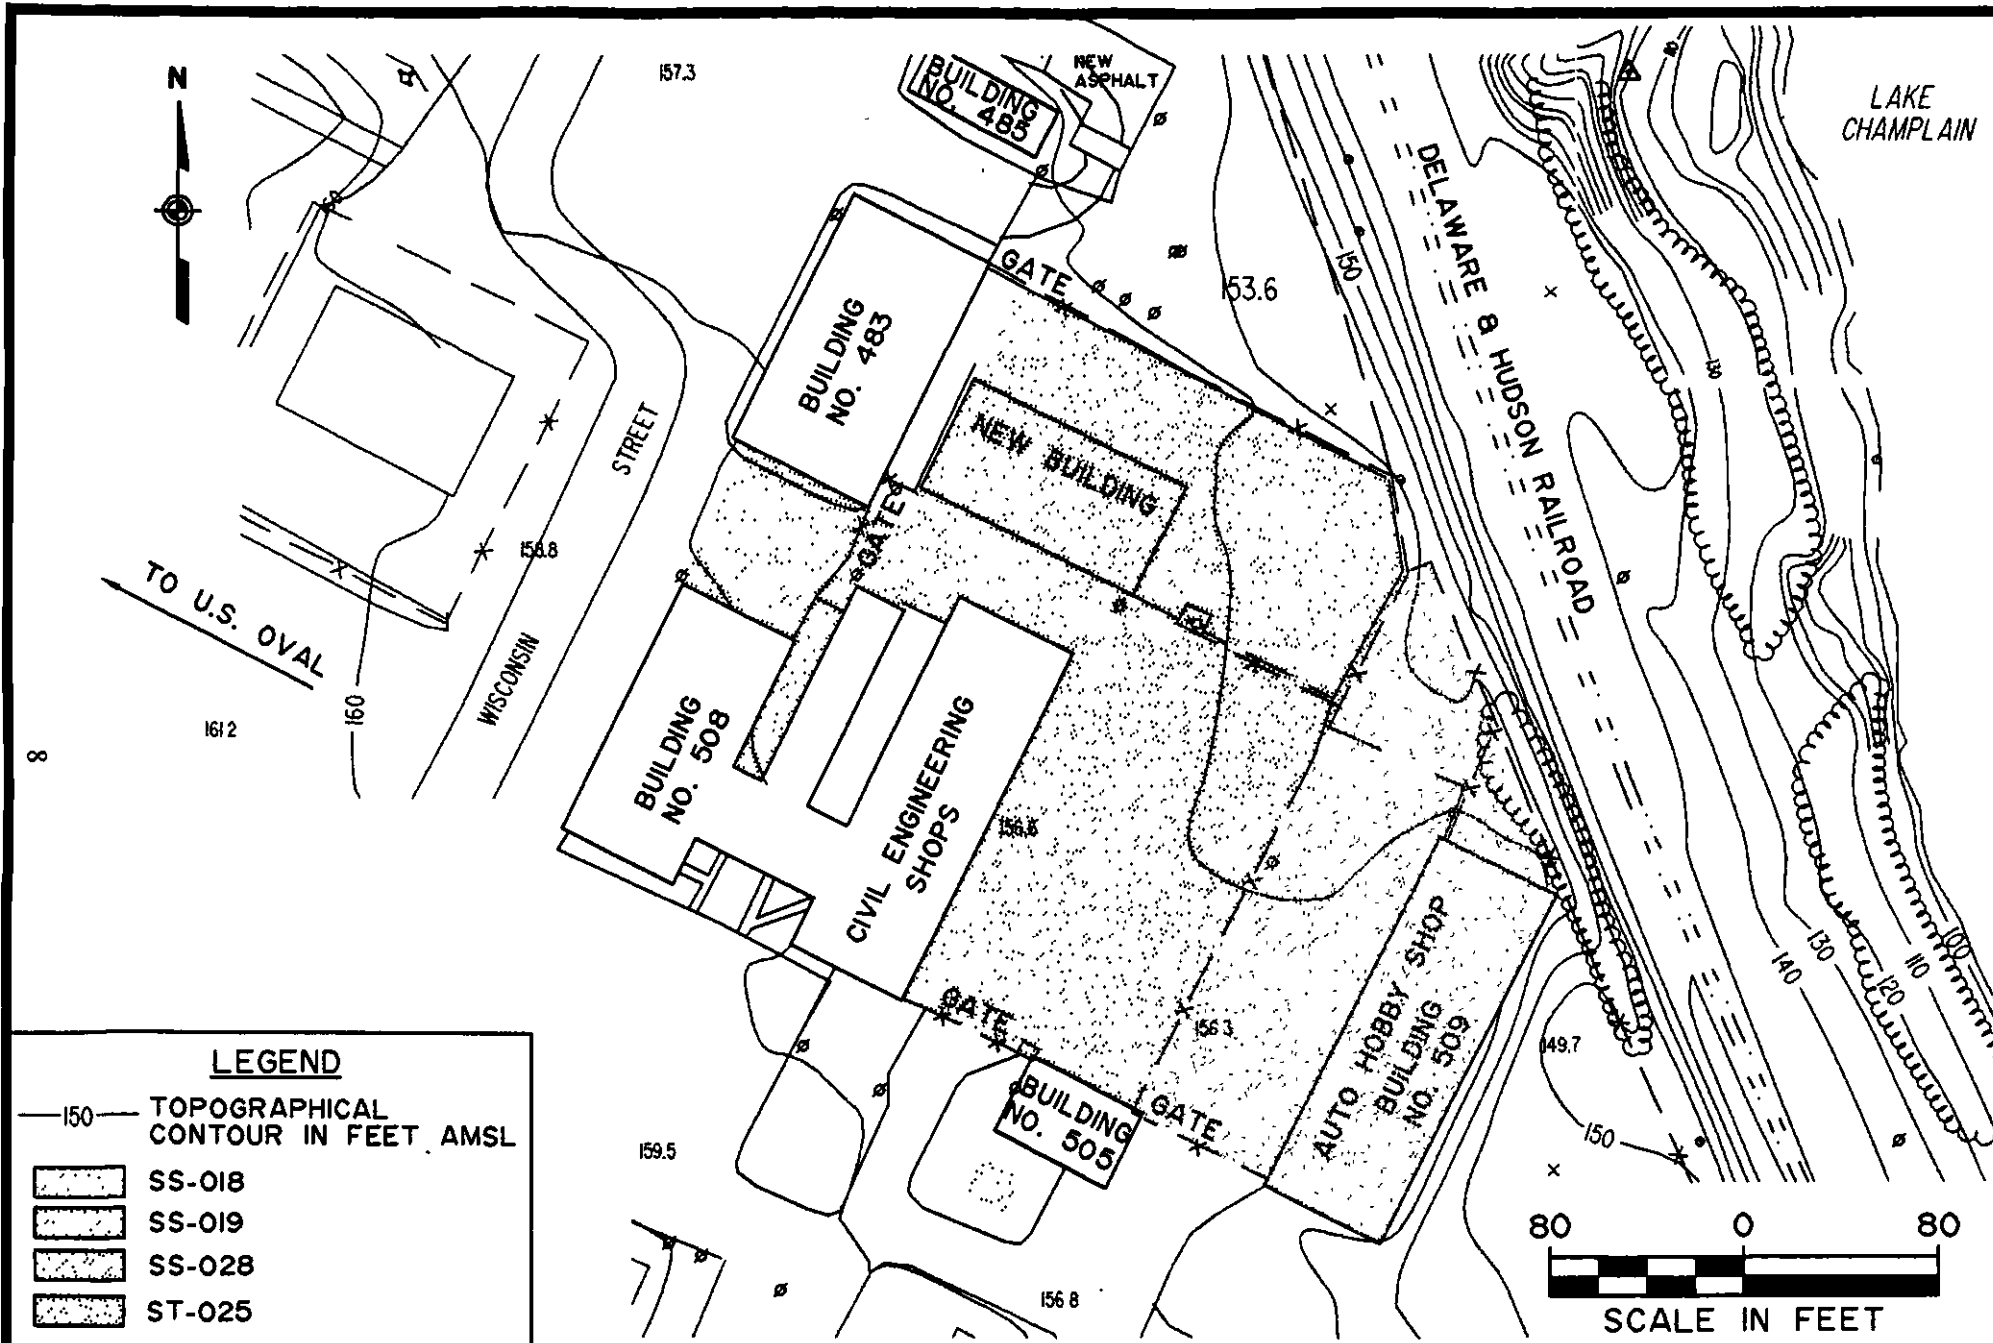 N
157.3
BUILDING
NO. 485
NEW
ASPHALT
LAKE
CHAMPLAIN
80
DELAWARE & HUDSON RAILROAD
150
GATE
153.6
BUILDING
NO. 483
130
STREET
NEW BUILDING
GATE
158.8
TO U.S. OVAL
WISCONSIN
160
161.2
8
BUILDING
NO. 508
CIVIL ENGINEERING
SHOPS
156.6
GATE
156.3
AUTO HOBBY SHOP
BUILDING
NO. 509
149.7
140
130
120
110
100
BUILDING
NO. 505
GATE
150
159.5
156.8
LEGEND
150 TOPOGRAPHICAL
CONTOUR IN FEET AMSL
SS-018
SS-019
SS-028
ST-025
80 0 80
SCALE IN FEET